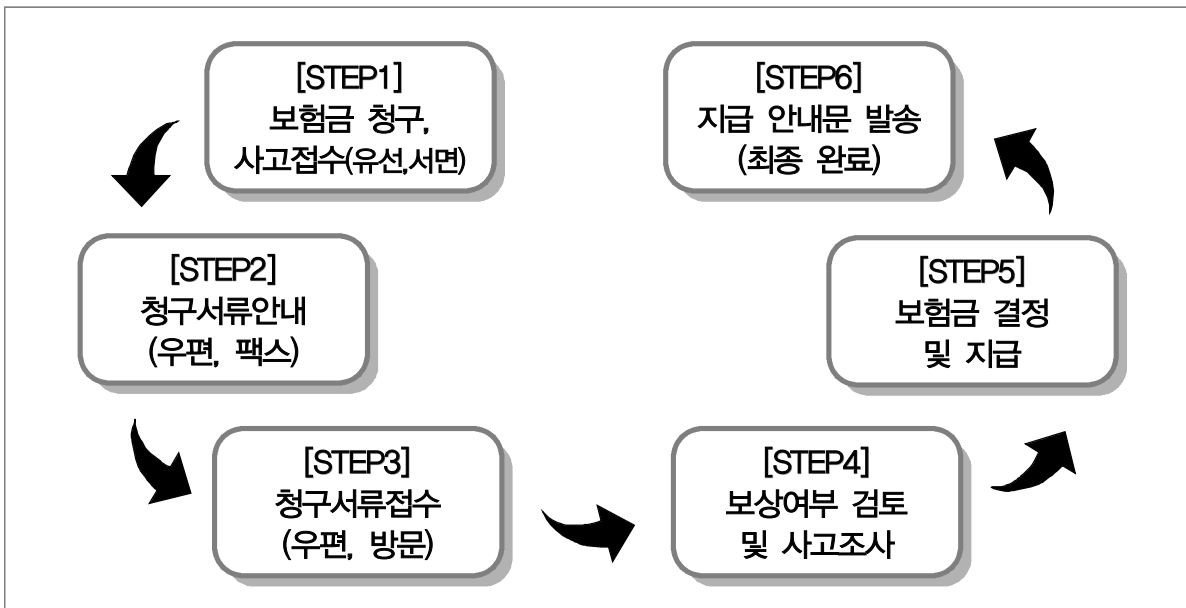 [STEP1]
보험금 청구,
사고접수(유선,서면)
[STEP2]
청구서류안내
(우편, 팩스)
[STEP3]
청구서류접수
(우편, 방문)
[STEP4]
보상여부 검토
및 사고조사
[STEP5]
보험금 결정
및 지급
[STEP6]
지급 안내문 발송
(최종 완료)